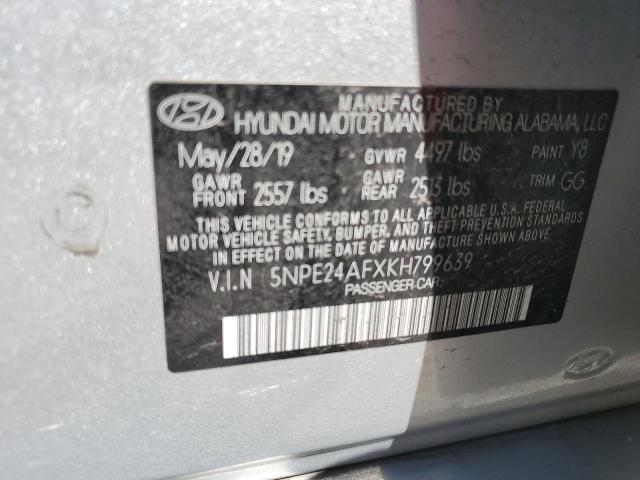 MANUFACTURED BY
HYUNDAI MOTOR MANUFACTURING ALABAMA, LLC
May/28/19 GVWR 4497 lbs PAINT Y8
GAWR FRONT 2557 lbs GAWR REAR 2513 lbs TRIM GG
THIS VEHICLE CONFORMS TO ALL APPLICABLE U.S.A. FEDERAL
MOTOR VEHICLE SAFETY, BUMPER, AND THEFT PREVENTION
STANDARDS IN EFFECT ON THE DATE OF MANUFACTURE SHOWN ABOVE.
V.I.N 5NPE24AFXKH799659
PASSENGER-CAR